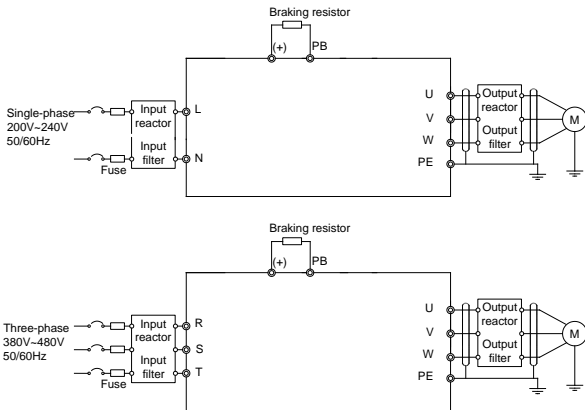 Braking resistor
(+) PB
Single-phase
200V~240V
50/60Hz
Fuse
Input
reactor
Input
filter
L
N
U
V
W
PE
Output
reactor
Output
filter
M
Braking resistor
(+) PB
Three-phase
380V~480V
50/60Hz
Fuse
Input
reactor
Input
filter
R
S
T
U
V
W
PE
Output
reactor
Output
filter
M